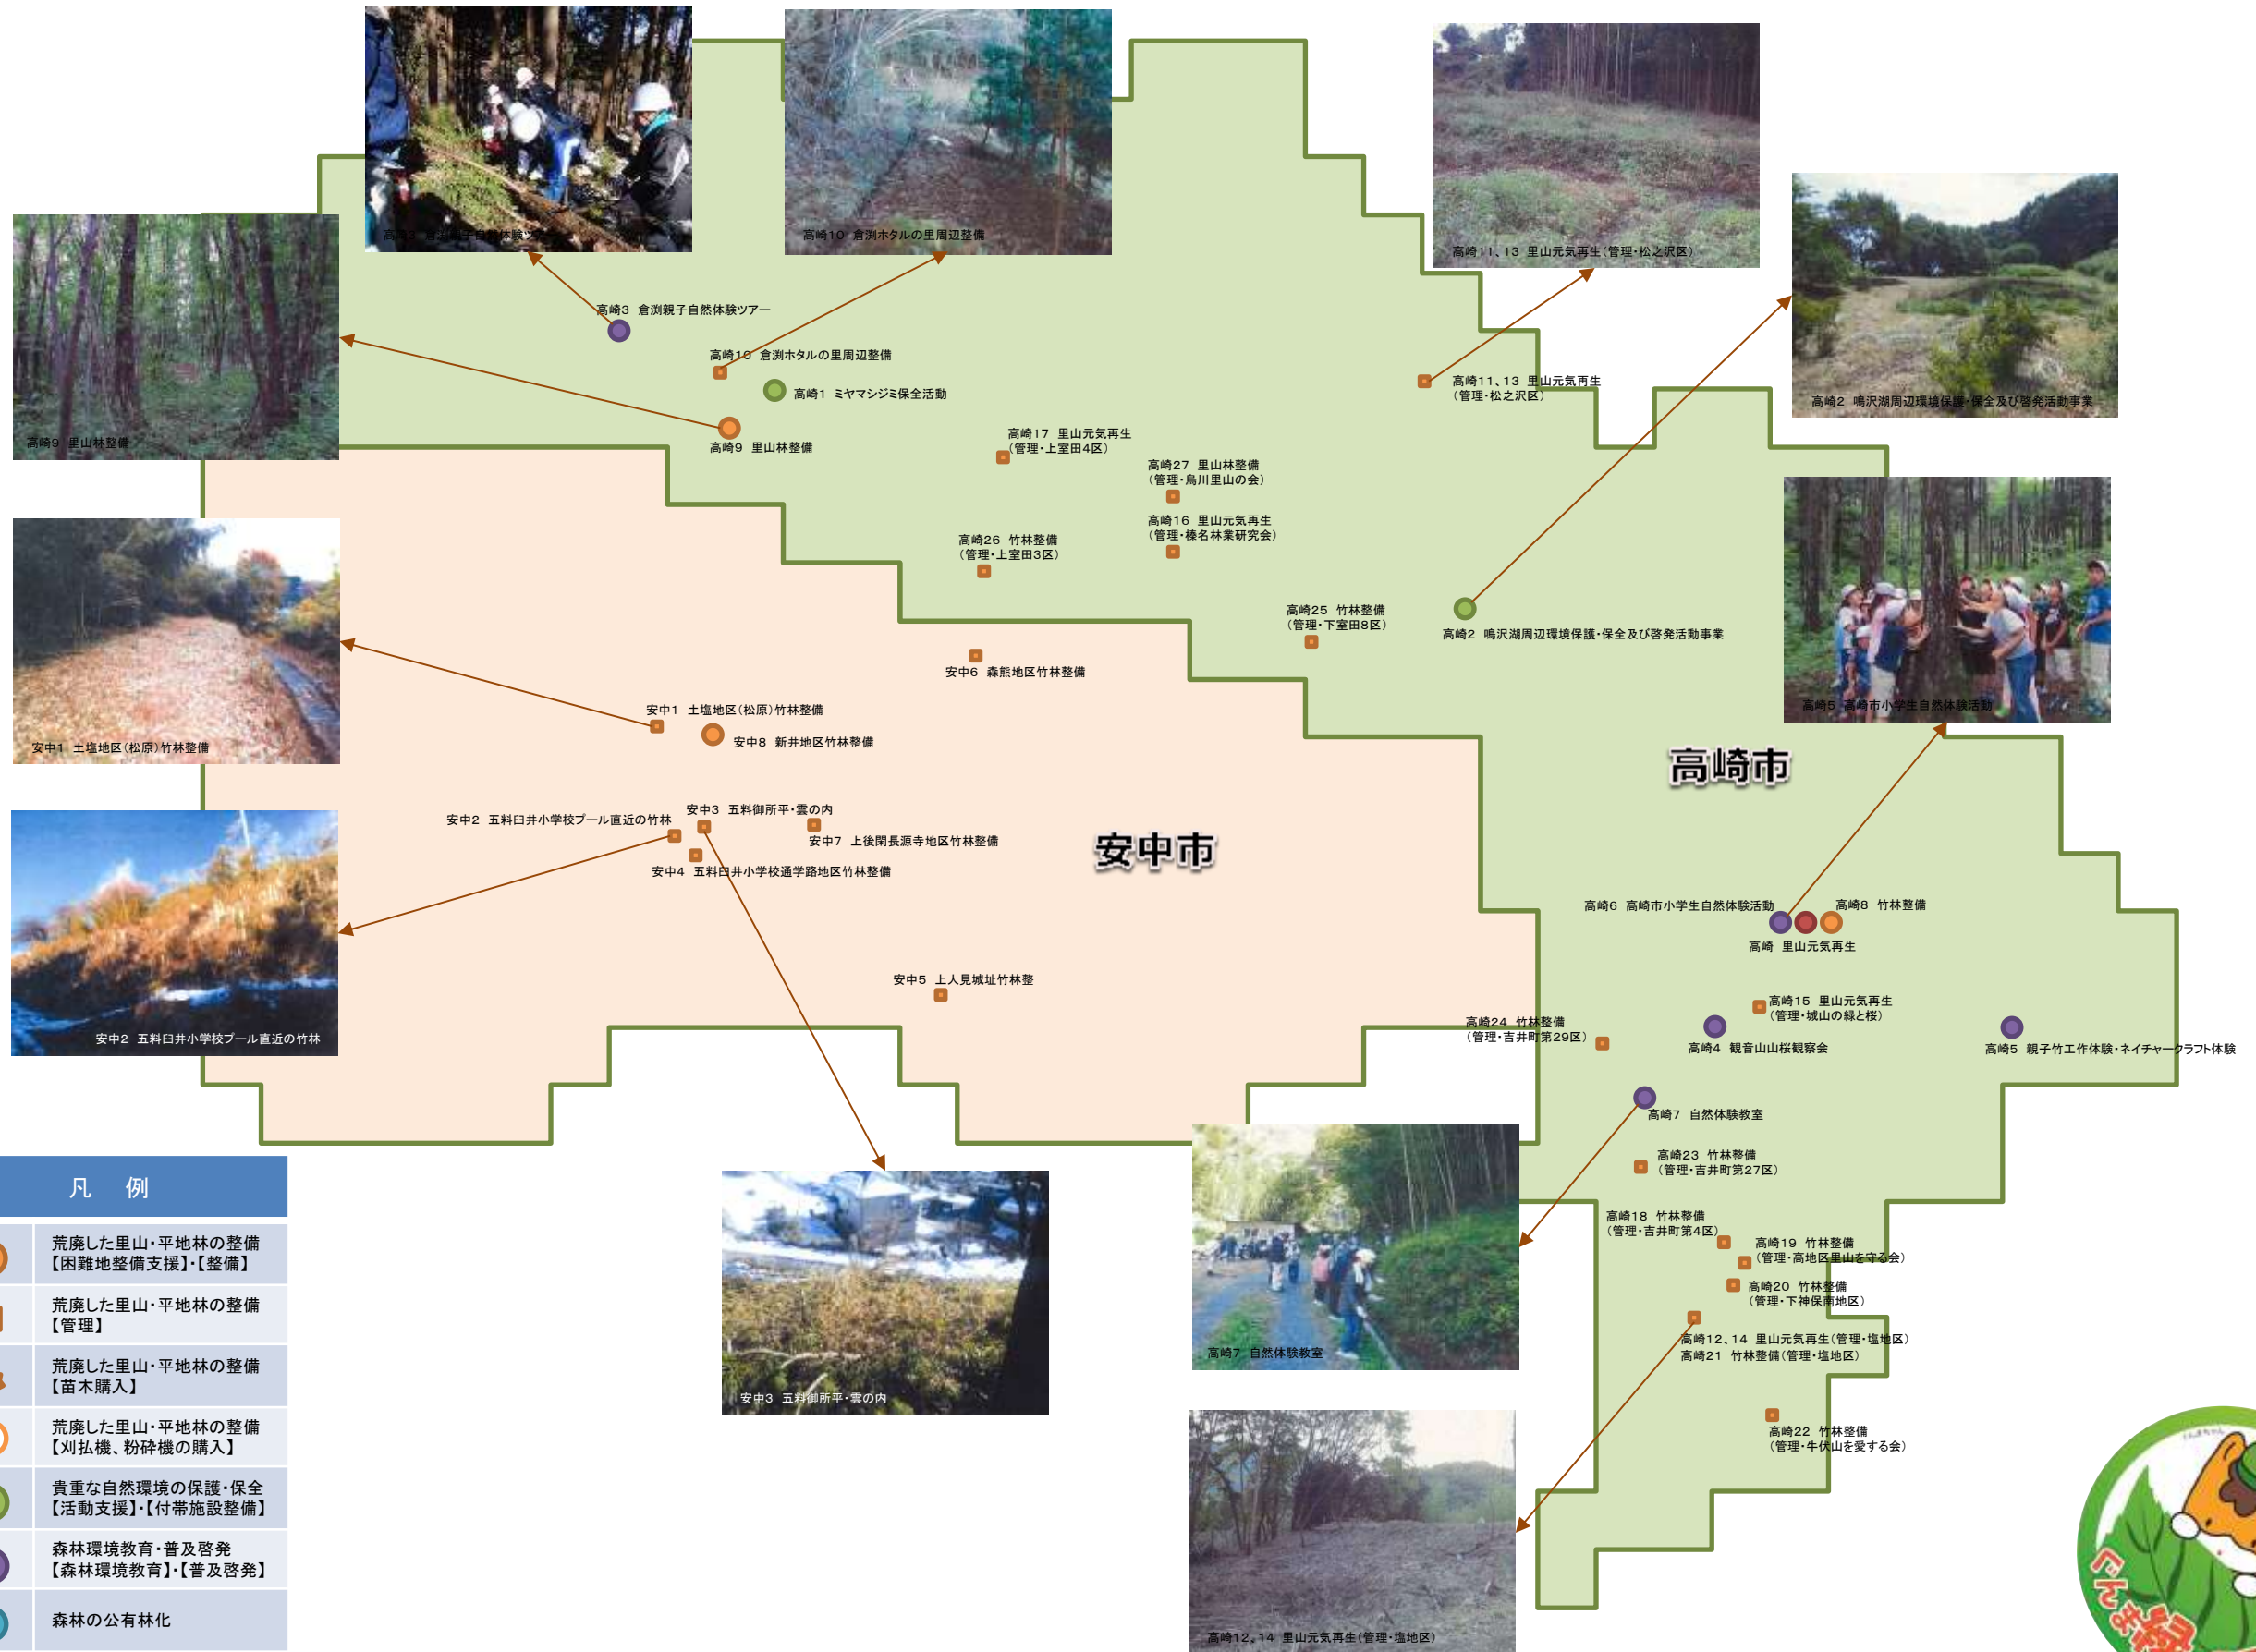 高崎3 倉渕親子自然体験ツアー
高崎10 倉渕ホタルの里周辺整備
高崎11、13 里山元気再生(管理・松之沢区)
高崎2 鳴沢湖周辺環境保護・保全及び啓発活動事業
高崎9 里山林整備
高崎3 倉渕親子自然体験ツアー
高崎10 倉渕ホタルの里周辺整備
高崎1 ミヤマシジミ保全活動
高崎9 里山林整備
高崎11、13 里山元気再生
(管理・松之沢区)
高崎17 里山元気再生
(管理・上室田4区)
高崎27 里山林整備
(管理・烏川里山の会)
高崎16 里山元気再生
(管理・榛名林業研究会)
高崎26 竹林整備
(管理・上室田3区)
高崎25 竹林整備
(管理・下室田8区)
高崎2 鳴沢湖周辺環境保護・保全及び啓発活動事業
高崎5 高崎市小学生自然体験活動
安中1 土塩地区(松原)竹林整備
安中6 森熊地区竹林整備
安中1 土塩地区(松原)竹林整備
安中8 新井地区竹林整備
高崎市
安中市
安中2 五料臼井小学校プール直近の竹林
安中3 五料御所平・雲の内
安中7 上後閑長源寺地区竹林整備
安中4 五料臼井小学校通学路地区竹林整備
安中2 五料臼井小学校プール直近の竹林
安中5 上人見城址竹林整
高崎6 高崎市小学生自然体験活動
高崎8 竹林整備
高崎 里山元気再生
高崎15 里山元気再生
(管理・城山の緑と桜)
高崎24 竹林整備
(管理・吉井町第29区)
高崎4 観音山山桜観察会
高崎5 親子竹工作体験・ネイチャークラフト体験
高崎7 自然体験教室
高崎23 竹林整備
(管理・吉井町第27区)
高崎18 竹林整備
(管理・吉井町第4区)
高崎19 竹林整備
(管理・高地区里山を守る会)
高崎20 竹林整備
(管理・下神保南地区)
高崎12、14 里山元気再生(管理・塩地区)
高崎21 竹林整備(管理・塩地区)
高崎22 竹林整備
(管理・牛伏山を愛する会)
高崎7 自然体験教室
安中3 五料御所平・雲の内
高崎12、14 里山元気再生(管理・塩地区)
凡 例
荒廃した里山・平地林の整備
【困難地整備支援】・【整備】
荒廃した里山・平地林の整備
【管理】
荒廃した里山・平地林の整備
【苗木購入】
荒廃した里山・平地林の整備
【刈払機、粉砕機の購入】
貴重な自然環境の保護・保全
【活動支援】・【付帯施設整備】
森林環境教育・普及啓発
【森林環境教育】・【普及啓発】
森林の公有林化
ぐんま